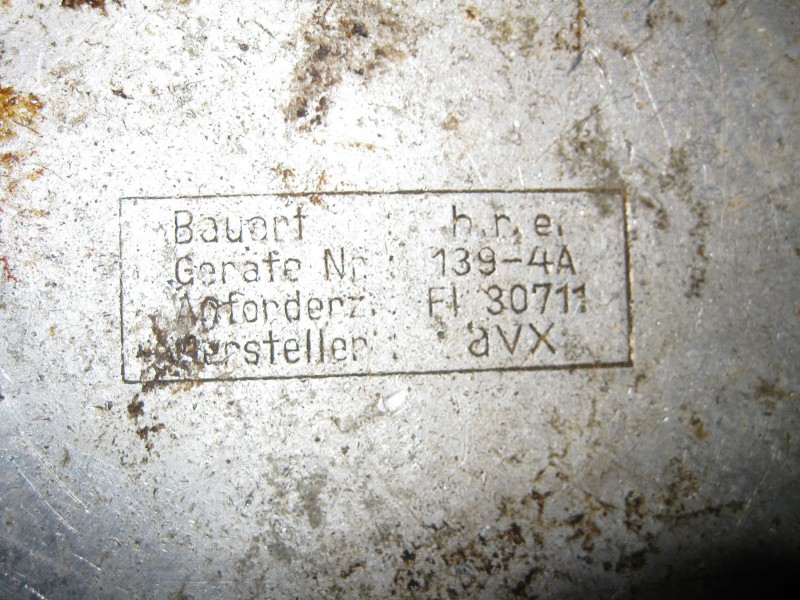 Bauart : h.r.e.
Geräte Nr : 139-4A
Anforderz. : Fl 30711
Hersteller : avx